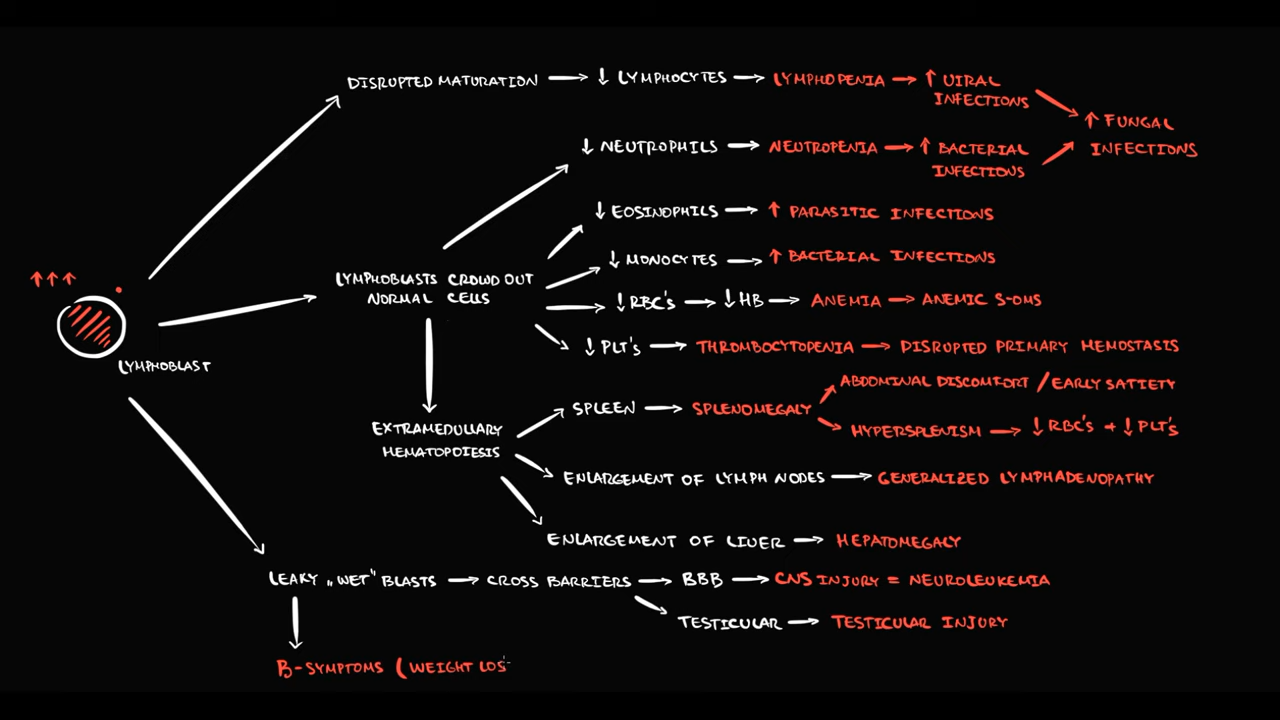 DISRUPTED MATURATION → ↓ LYMPHOCYTES → LYMPHOPENIA → ↑ VIRAL
INFECTIONS
↑ FUNGAL
INFECTIONS
↓ NEUTROPHILS → NEUTROPENIA → ↑ BACTERIAL
INFECTIONS
↓ EOSINOPHILS → ↑ PARASITIC INFECTIONS
↓ MONOCYTES → ↑ BACTERIAL INFECTIONS
↑↑↑
LYMPHOBLAST
LYMPHOBLASTS CROWD OUT
NORMAL CELLS
↓ RBC'S → ↓ HB → ANEMIA → ANEMIC S-OMS
↓ PLT'S → THROMBOCYTOPENIA → DISRUPTED PRIMARY HEMOSTASIS
EXTRAMEDULLARY
HEMATOPOIESIS
SPLEEN → SPLENOMEGALY
ABDOMINAL DISCOMFORT / EARLY SATIETY
HYPERSPLENISM → ↓ RBC'S + ↓ PLT'S
ENLARGEMENT OF LYMPH NODES → GENERALIZED LYMPHADENOPATHY
ENLARGEMENT OF LIVER → HEPATOMEGALY
LEAKY „WET" BLASTS → CROSS BARRIERS → BBB → CNS INJURY = NEUROLEUKEMIA
TESTICULAR → TESTICULAR INJURY
B-SYMPTOMS (WEIGHT LOS